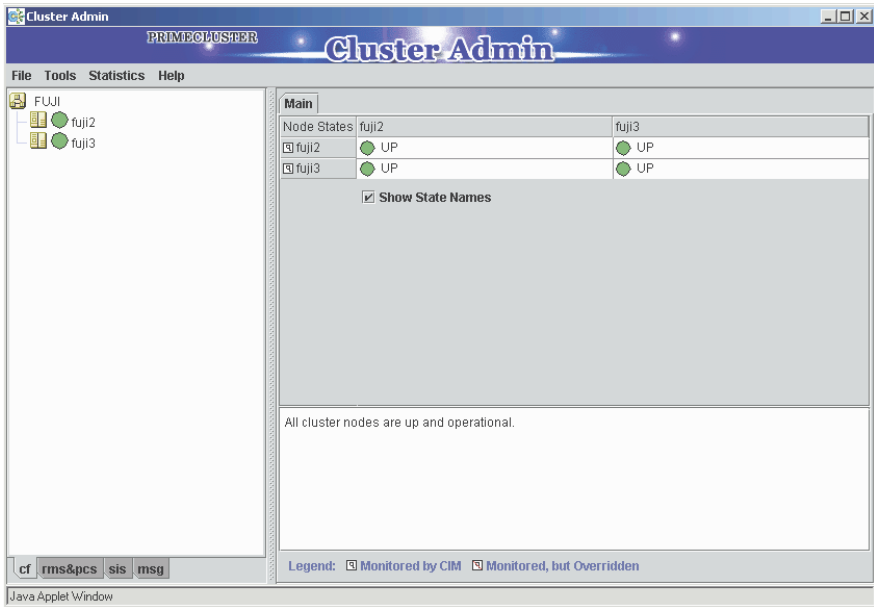 Cluster Admin
PRIMECLUSTER
Cluster Admin
File Tools Statistics Help
FUJI
fuji2
fuji3
Main
Node States fuji2 fuji3
fuji2 UP UP
fuji3 UP UP
Show State Names
All cluster nodes are up and operational.
cf rms&pcs sis msg
Legend: Monitored by CIM Monitored, but Overridden
Java Applet Window